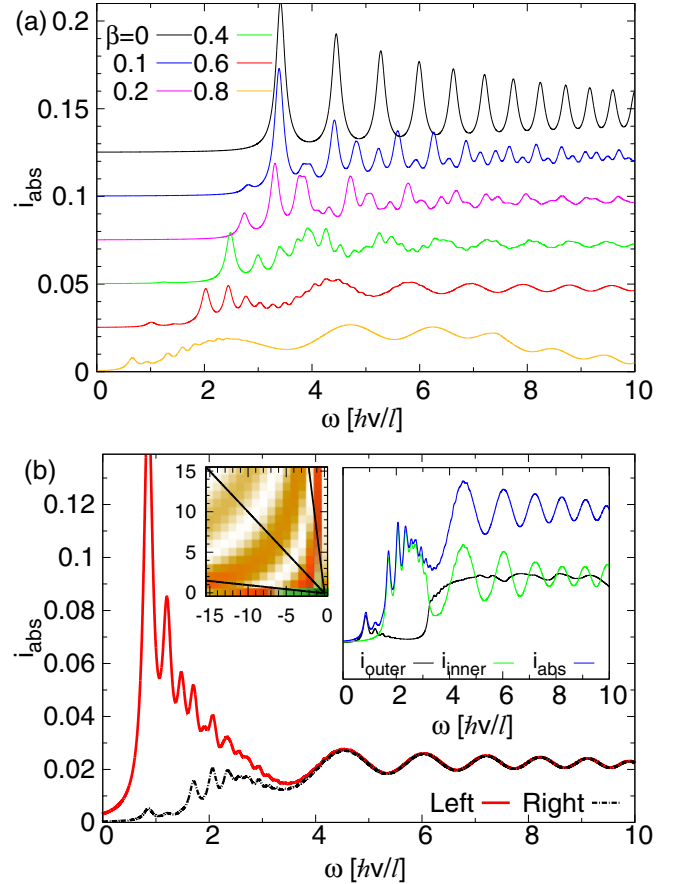 (a)
0.2
0.15
0.1
0.05
0
i_abs
β=0 0.4
0.1 0.6
0.2 0.8
0 2 4 6 8 10
ω [ℏv/l]
(b)
0.12
0.1
0.08
0.06
0.04
0.02
0
i_abs
15
10
5
0
-15 -10 -5 0
i_outer i_inner i_abs
0 2 4 6 8 10
ω [ℏv/l]
Left Right
0 2 4 6 8 10
ω [ℏv/l]